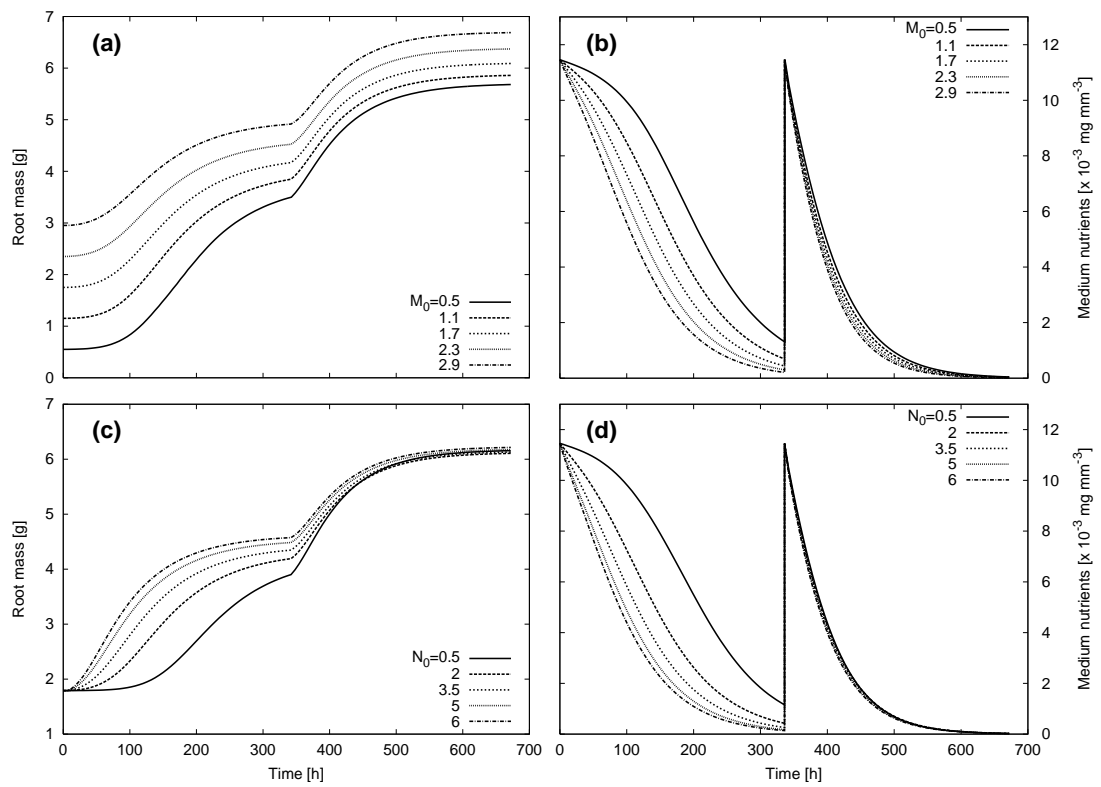 (a)
Root mass [g]
7
6
5
4
3
2
1
0
M0=0.5
1.1
1.7
2.3
2.9
(b)
M0=0.5
1.1
1.7
2.3
2.9
12
10
8
6
4
2
0
Medium nutrients [x 10-3 mg mm-3]
(c)
Root mass [g]
7
6
5
4
3
2
1
N0=0.5
2
3.5
5
6
0 100 200 300 400 500 600 700
Time [h]
(d)
N0=0.5
2
3.5
5
6
12
10
8
6
4
2
0
Medium nutrients [x 10-3 mg mm-3]
0 100 200 300 400 500 600 700
Time [h]